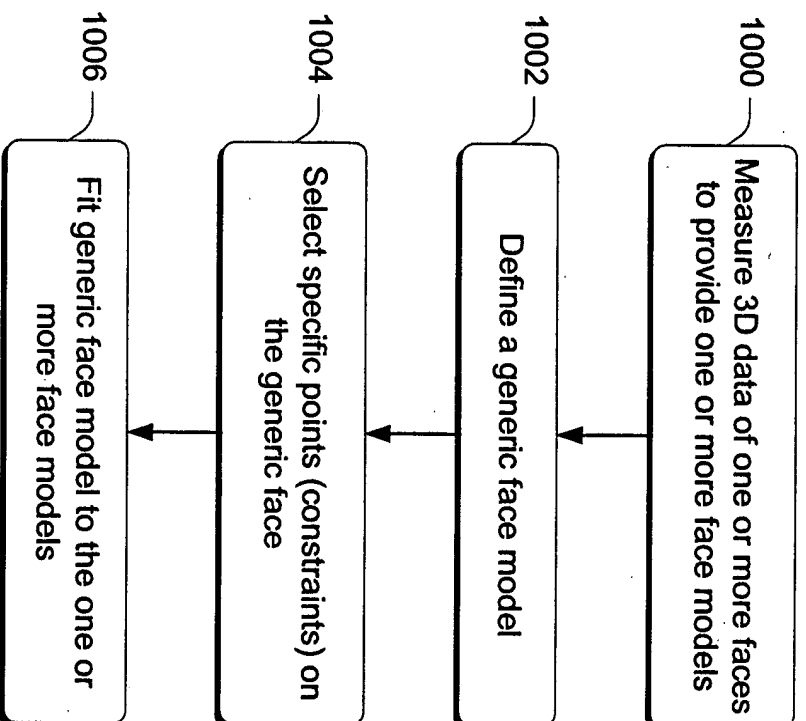 1000
Measure 3D data of one or more faces
to provide one or more face models
1002
Define a generic face model
1004
Select specific points (constraints) on
the generic face
1006
Fit generic face model to the one or
more face models